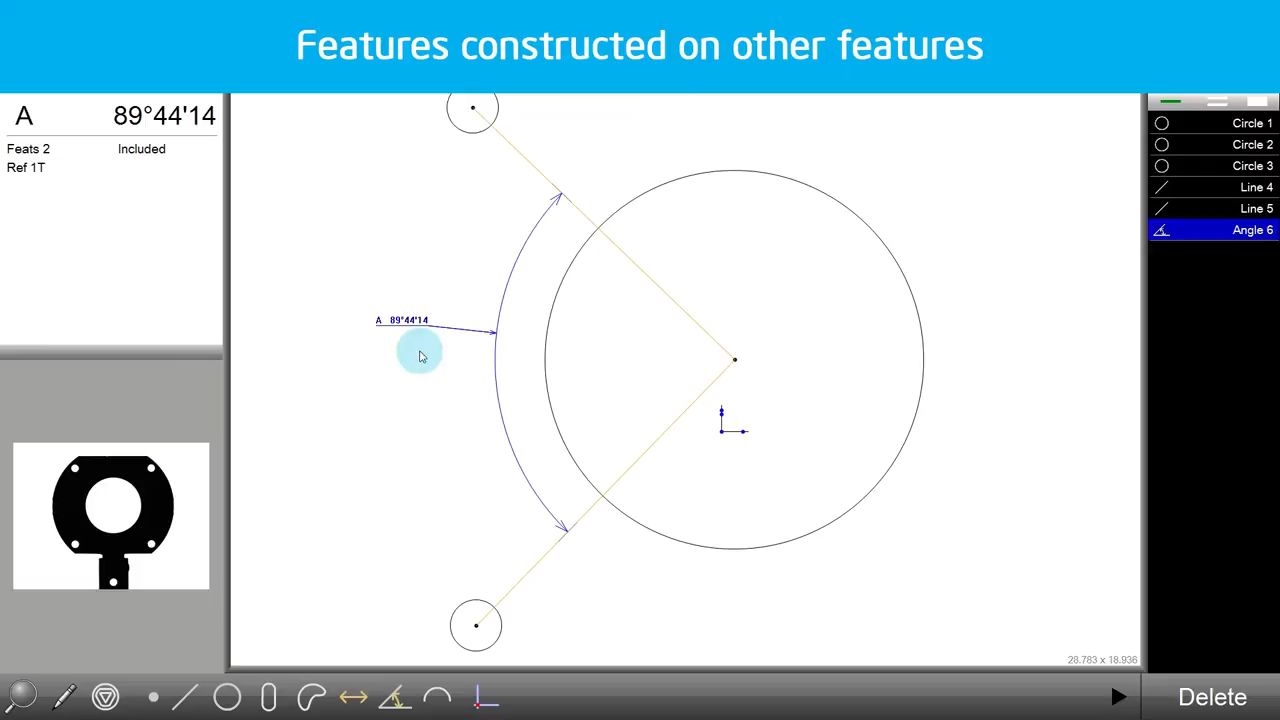 Features constructed on other features
A 89°44'14
Feats 2 Included
Ref 1T
A 89°44'14
28.783 x 18.936
Circle 1
Circle 2
Circle 3
Line 4
Line 5
Angle 6
Delete